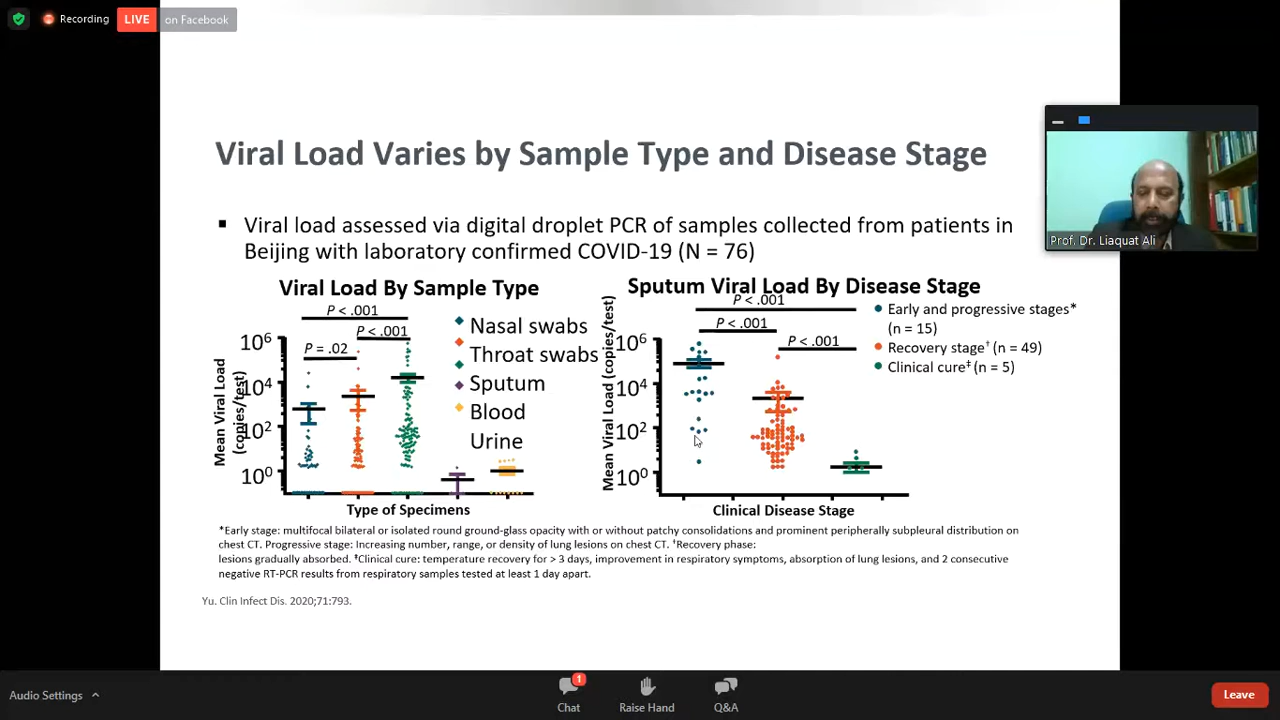 Recording LIVE on Facebook
Viral Load Varies by Sample Type and Disease Stage
Prof. Dr. Liaquat Ali
▪ Viral load assessed via digital droplet PCR of samples collected from patients in
Beijing with laboratory confirmed COVID-19 (N = 76)
Viral Load By Sample Type
P < .001
P < .001
P = .02
10⁶
10⁴
10²
10⁰
Mean Viral Load
(copies/test)
Type of Specimens
Nasal swabs
Throat swabs
Sputum
Blood
Urine
Sputum Viral Load By Disease Stage
P < .001
P < .001
P < .001
10⁶
10⁴
10²
10⁰
Mean Viral Load (copies/test)
Clinical Disease Stage
Early and progressive stages*
(n = 15)
Recovery stage† (n = 49)
Clinical cure‡ (n = 5)
*Early stage: multifocal bilateral or isolated round ground-glass opacity with or without patchy consolidations and prominent peripherally subpleural distribution on
chest CT. Progressive stage: Increasing number, range, or density of lung lesions on chest CT. †Recovery phase:
lesions gradually absorbed. ‡Clinical cure: temperature recovery for > 3 days, improvement in respiratory symptoms, absorption of lung lesions, and 2 consecutive
negative RT-PCR results from respiratory samples tested at least 1 day apart.
Yu. Clin Infect Dis. 2020;71:793.
Audio Settings
1
Chat
Raise Hand
Q&A
Leave